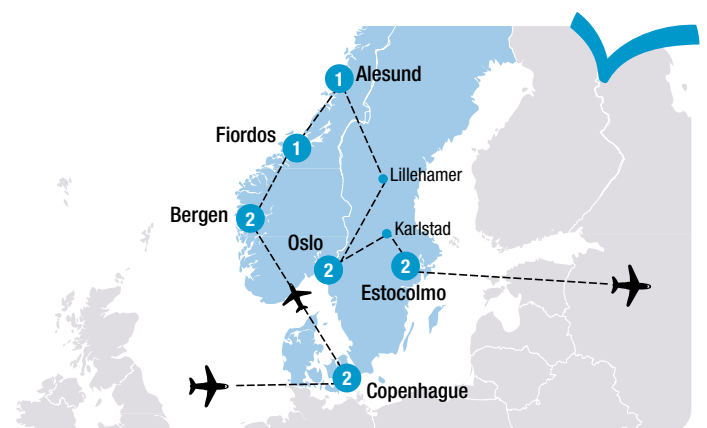 1 Alesund
Fiordos 1
Lillehamer
Bergen 2
Karlstad
Oslo
2
2
Estocolmo
2
Copenhague